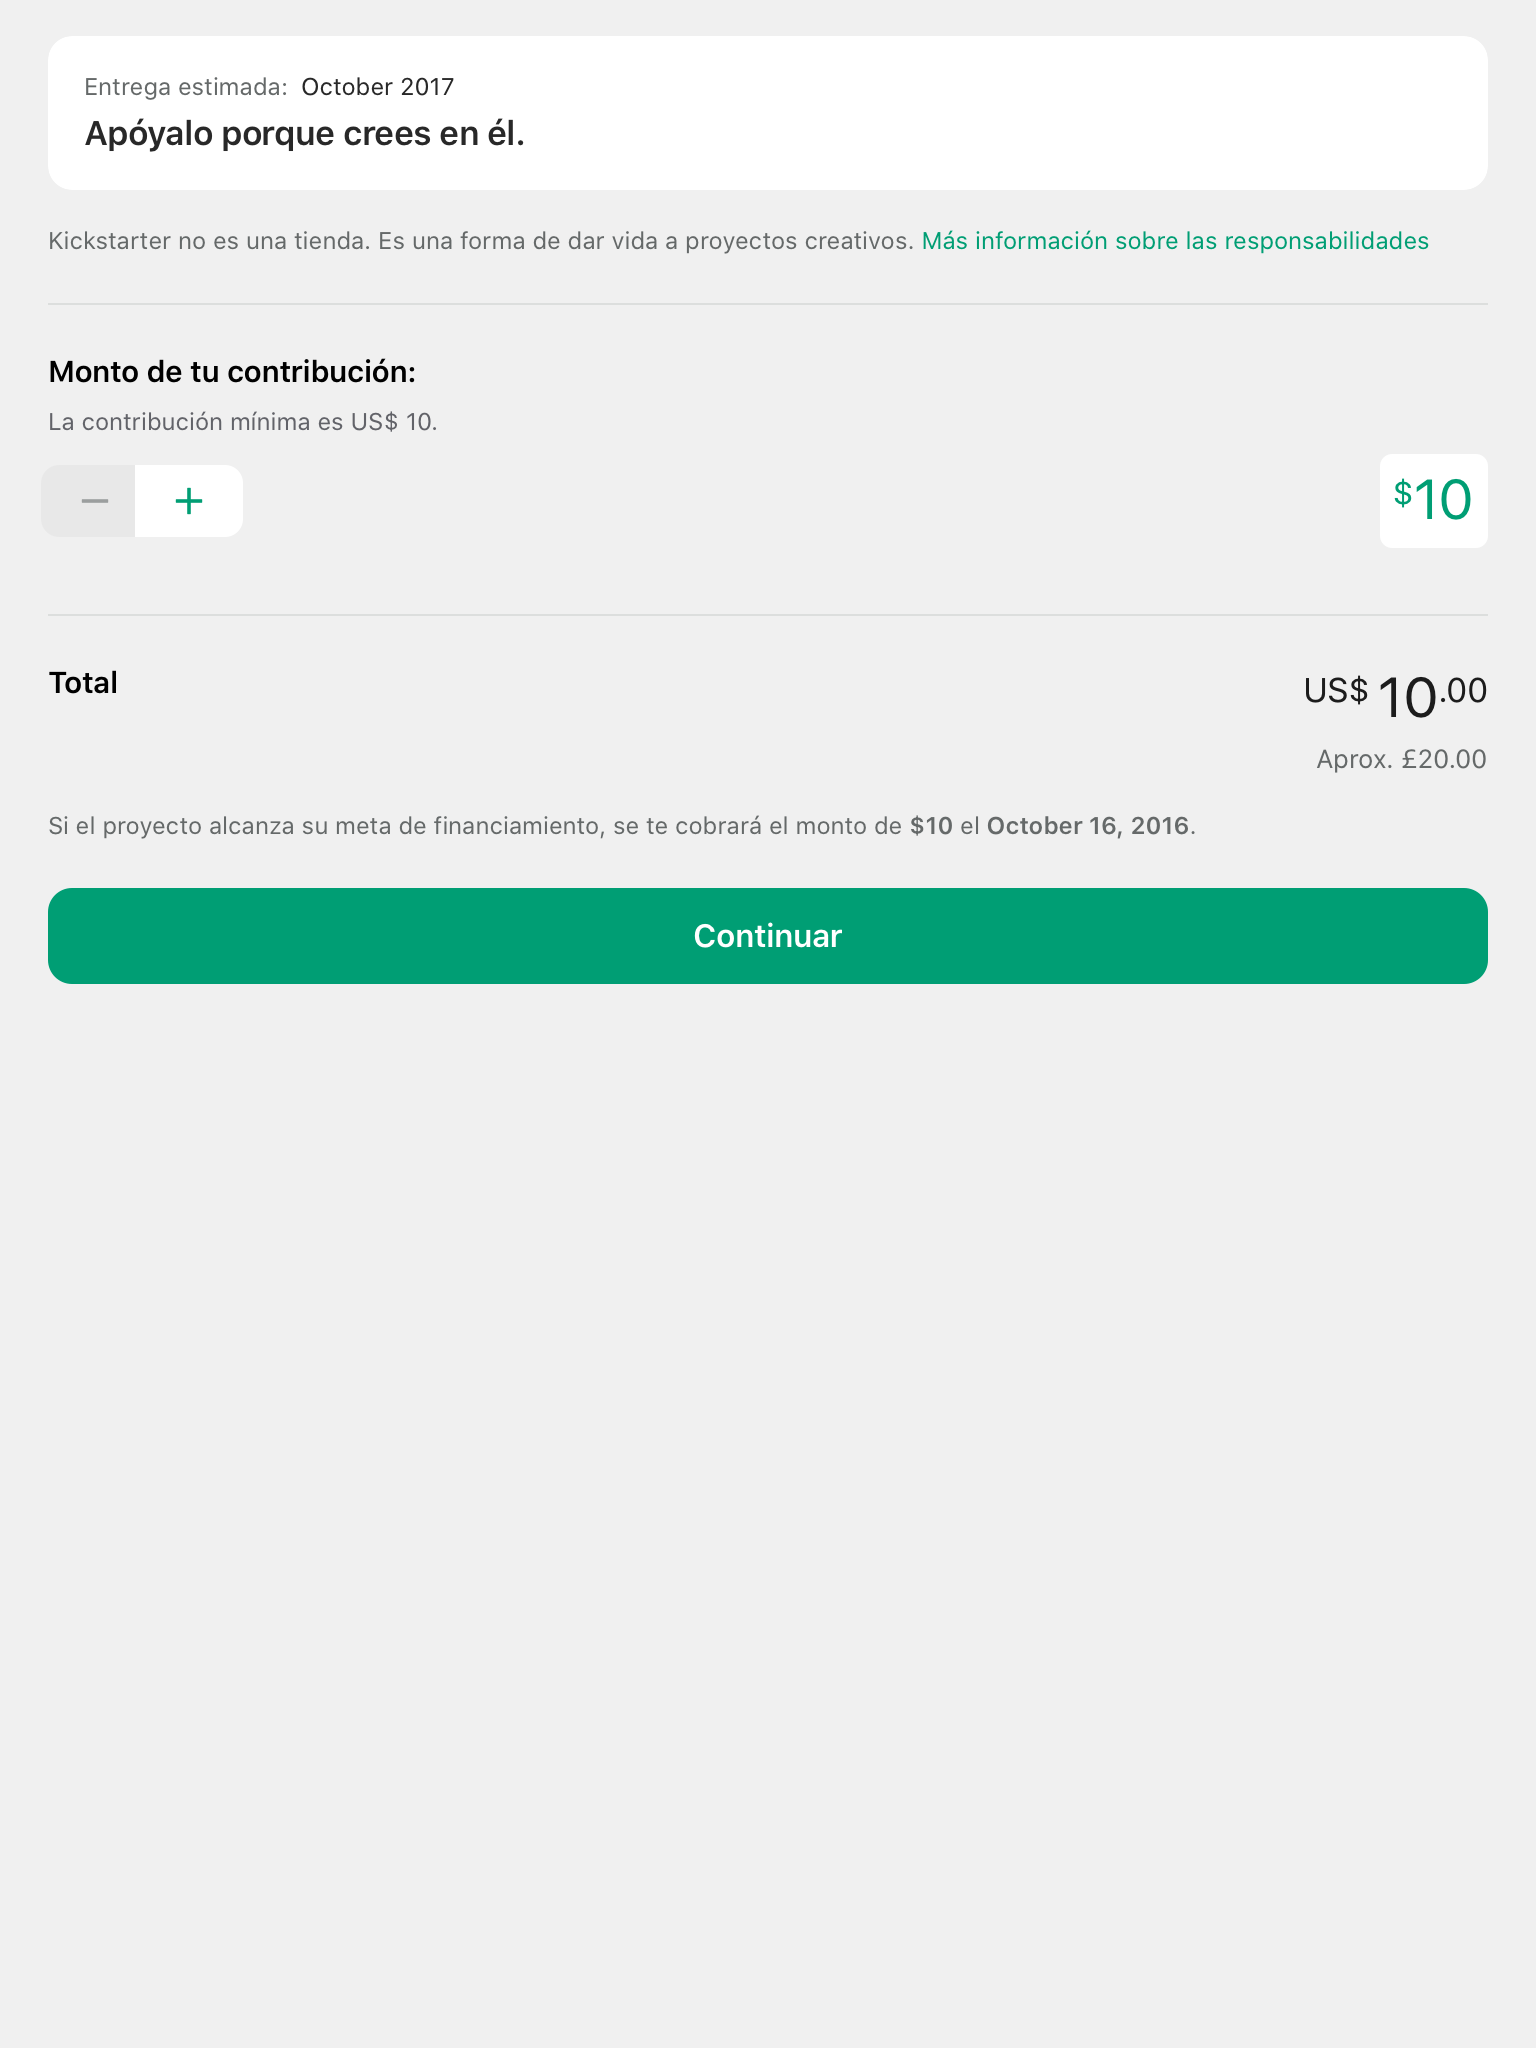 Entrega estimada: October 2017
Apóyalo porque crees en él.
Kickstarter no es una tienda. Es una forma de dar vida a proyectos creativos. Más información sobre las responsabilidades
Monto de tu contribución:
La contribución mínima es US$ 10.
$10
Total
US$ 10.00
Aprox. £20.00
Si el proyecto alcanza su meta de financiamiento, se te cobrará el monto de $10 el October 16, 2016.
Continuar